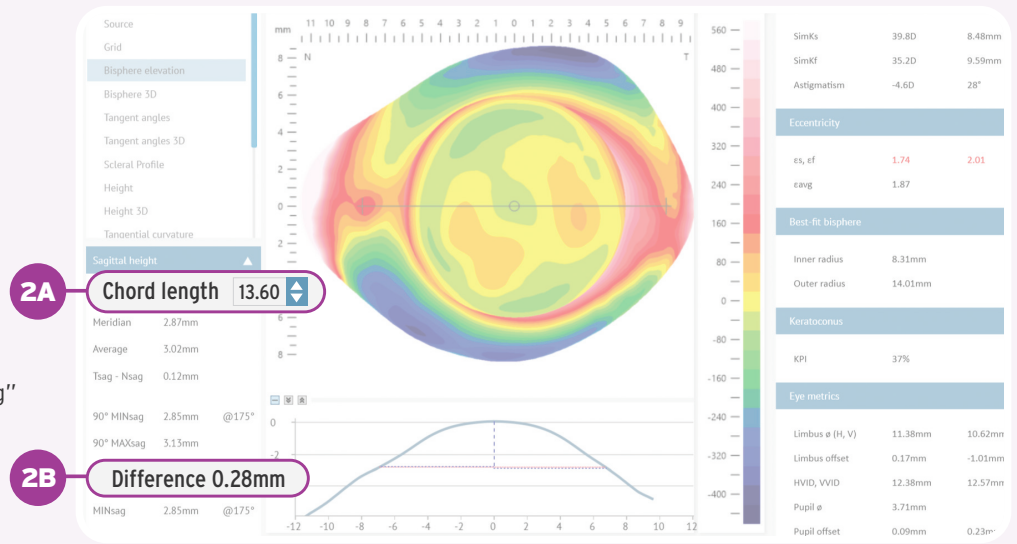 Source
Grid
Bisphere elevation
Bisphere 3D
Tangent angles
Tangent angles 3D
Scleral Profile
Height
Height 3D
Tangential curvature
Sagittal height
2A
Chord length 13.60
Meridian 2.87mm
Average 3.02mm
Tsag - Nsag 0.12mm
g"
90° MINsag 2.85mm @175°
90° MAXsag 3.13mm
2B
Difference 0.28mm
MINsag 2.85mm @175°
mm 11 10 9 8 7 6 5 4 3 2 1 0 1 2 3 4 5 6 7 8 9
N T
8
6
4
2
0
2
6
8
560
480
400
320
240
160
80
0
-80
-160
-240
-320
-400
0
-2
-12 -10 -8 -6 -4 -2 0 2 4 6 8 10 12
SimKs 39.8D 8.48mm
SimKf 35.2D 9.59mm
Astigmatism -4.6D 28°
Eccentricity
εs, εf 1.74 2.01
εavg 1.87
Best-fit bisphere
Inner radius 8.31mm
Outer radius 14.01mm
Keratoconus
KPI 37%
Eye metrics
Limbus ø (H, V) 11.38mm 10.62mm
Limbus offset 0.17mm -1.01mm
HVID, VVID 12.38mm 12.57mm
Pupil ø 3.71mm
Pupil offset 0.09mm